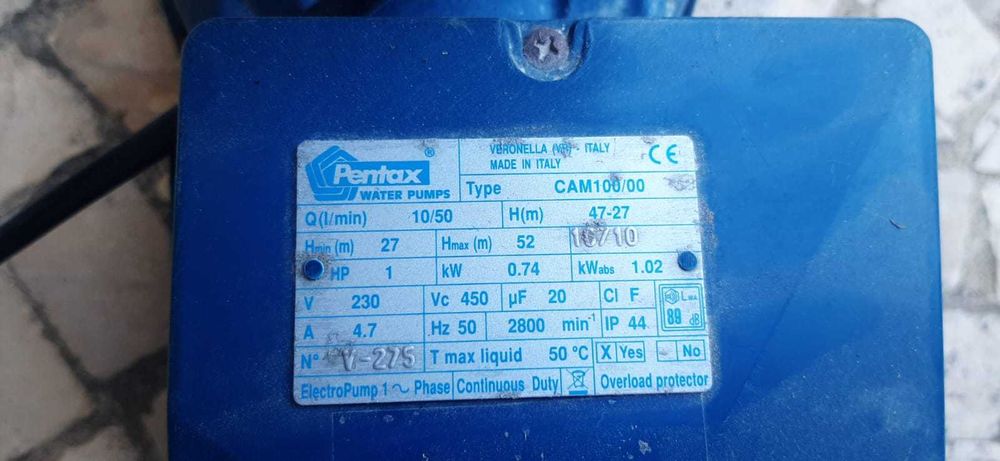 Pentax ®
WATER PUMPS
VERONELLA (VR) - ITALY
MADE IN ITALY
CE
Type CAM100/00
Q(l/min) 10/50 H(m) 47-27
Hmin (m) 27 Hmax (m) 52
HP 1 kW 0.74 kWabs 1.02
V 230 Vc 450 µF 20 Cl F LWA
A 4.7 Hz 50 2800 min⁻¹ IP 44 dB
N° T max liquid 50 °C X Yes No
ElectroPump 1 ~ Phase Continuous Duty Overload protector